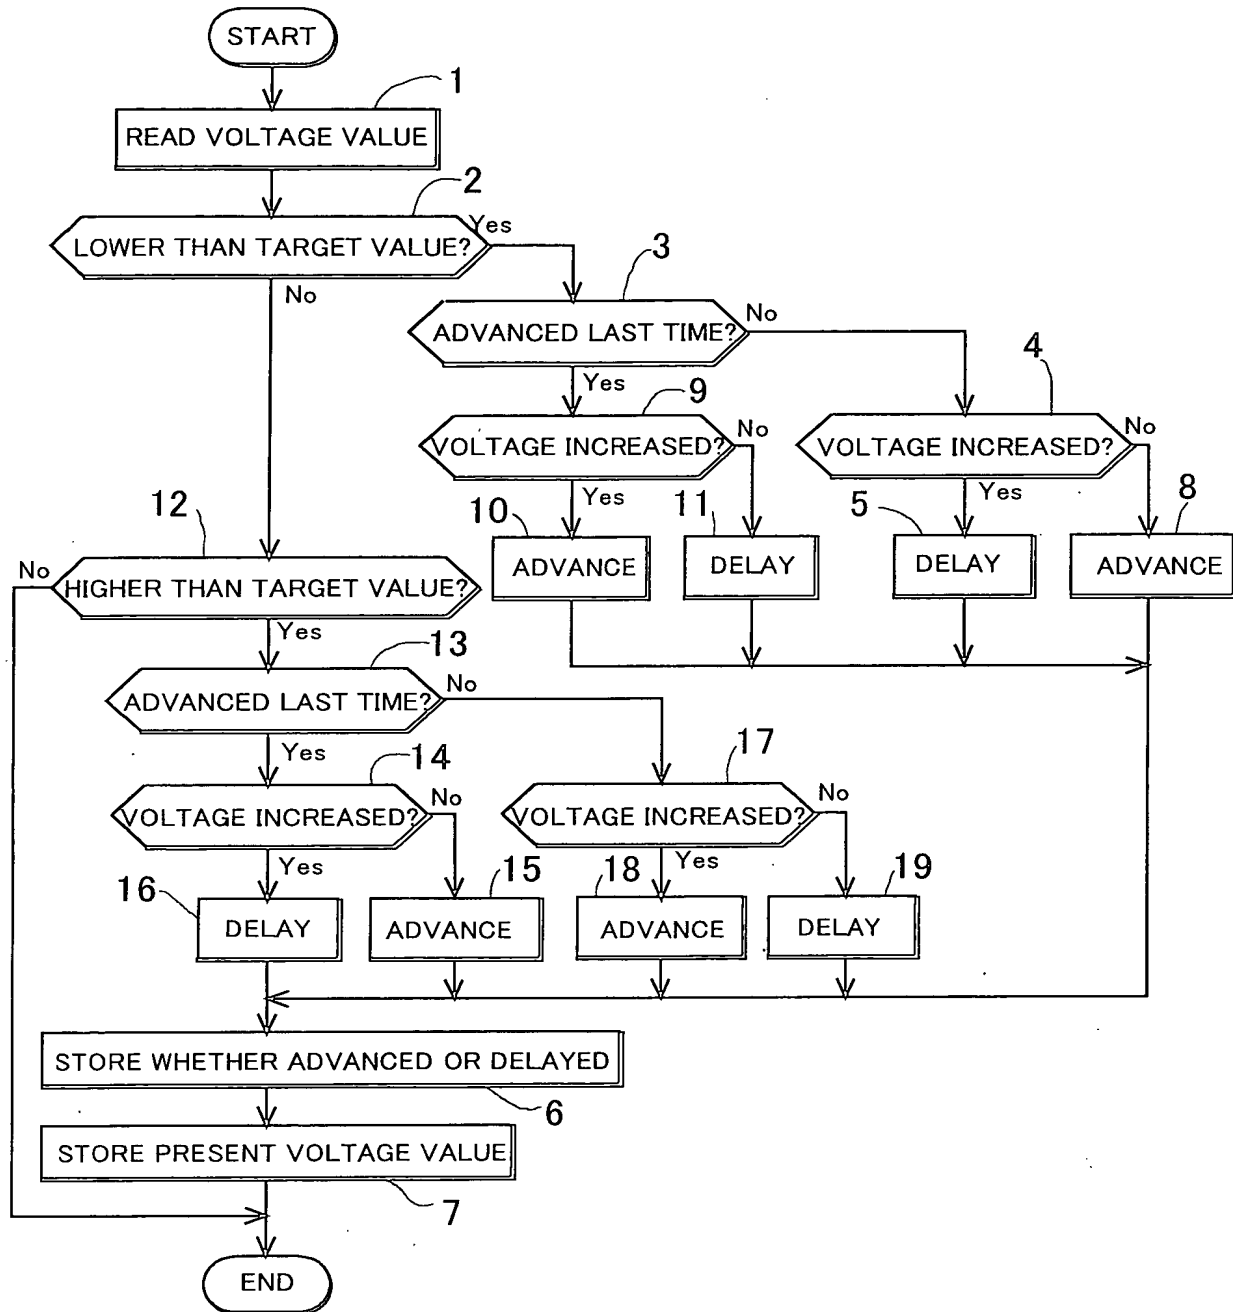 START
1
READ VOLTAGE VALUE
2
LOWER THAN TARGET VALUE?
Yes
No
3
ADVANCED LAST TIME?
No
Yes
4
9
VOLTAGE INCREASED?
No
Yes
VOLTAGE INCREASED?
No
Yes
10
ADVANCE
11
DELAY
5
DELAY
8
ADVANCE
12
No
HIGHER THAN TARGET VALUE?
Yes
13
ADVANCED LAST TIME?
No
Yes
14
VOLTAGE INCREASED?
No
Yes
17
VOLTAGE INCREASED?
No
Yes
16
DELAY
15
ADVANCE
18
ADVANCE
19
DELAY
STORE WHETHER ADVANCED OR DELAYED
6
STORE PRESENT VOLTAGE VALUE
7
END